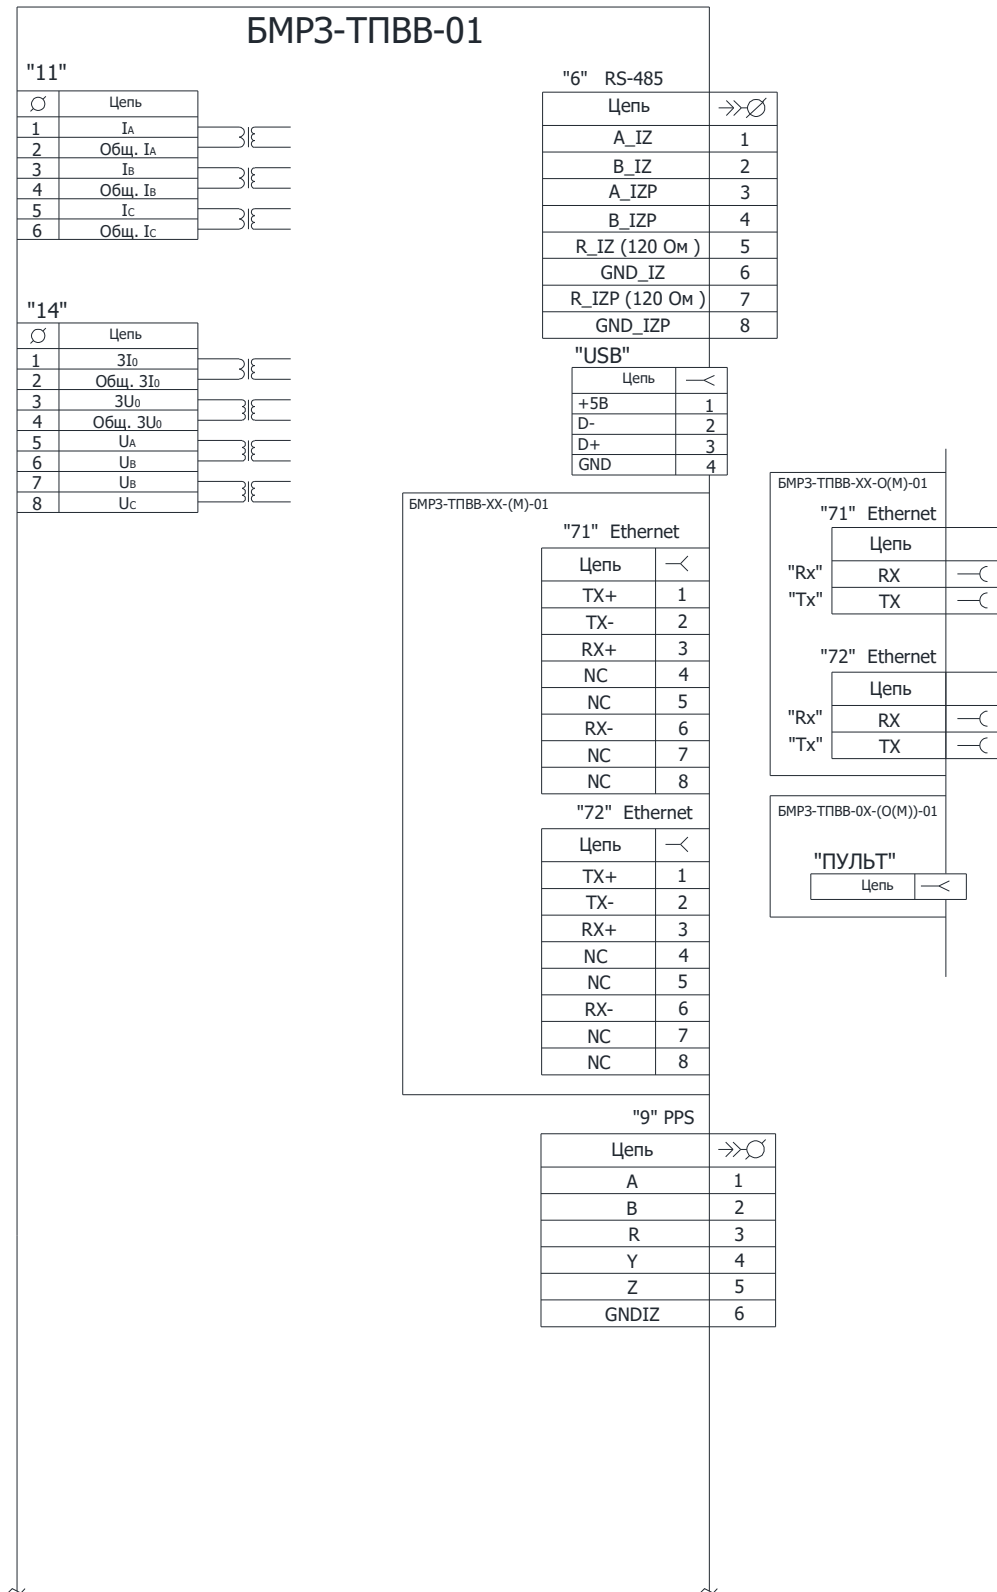 БМРЗ-ТПВВ-01
"11"
Цепь
1 IA
2 Общ. IA
3 IB
4 Общ. IB
5 IC
6 Общ. IC
"14"
Цепь
1 3I0
2 Общ. 3I0
3 3U0
4 Общ. 3U0
5 UA
6 UB
7 UB
8 UC
"6" RS-485
Цепь
A_IZ 1
B_IZ 2
A_IZP 3
B_IZP 4
R_IZ (120 Ом ) 5
GND_IZ 6
R_IZP (120 Ом ) 7
GND_IZP 8
"USB"
Цепь
+5В 1
D- 2
D+ 3
GND 4
БМРЗ-ТПВВ-ХХ-(М)-01
"71" Ethernet
Цепь
TX+ 1
TX- 2
RX+ 3
NC 4
NC 5
RX- 6
NC 7
NC 8
"72" Ethernet
Цепь
TX+ 1
TX- 2
RX+ 3
NC 4
NC 5
RX- 6
NC 7
NC 8
"9" PPS
Цепь
A 1
B 2
R 3
Y 4
Z 5
GNDIZ 6
БМРЗ-ТПВВ-ХХ-О(М)-01
"71" Ethernet
Цепь
"Rx" RX
"Tx" TX
"72" Ethernet
Цепь
"Rx" RX
"Tx" TX
БМРЗ-ТПВВ-0Х-(О(М))-01
"ПУЛЬТ"
Цепь